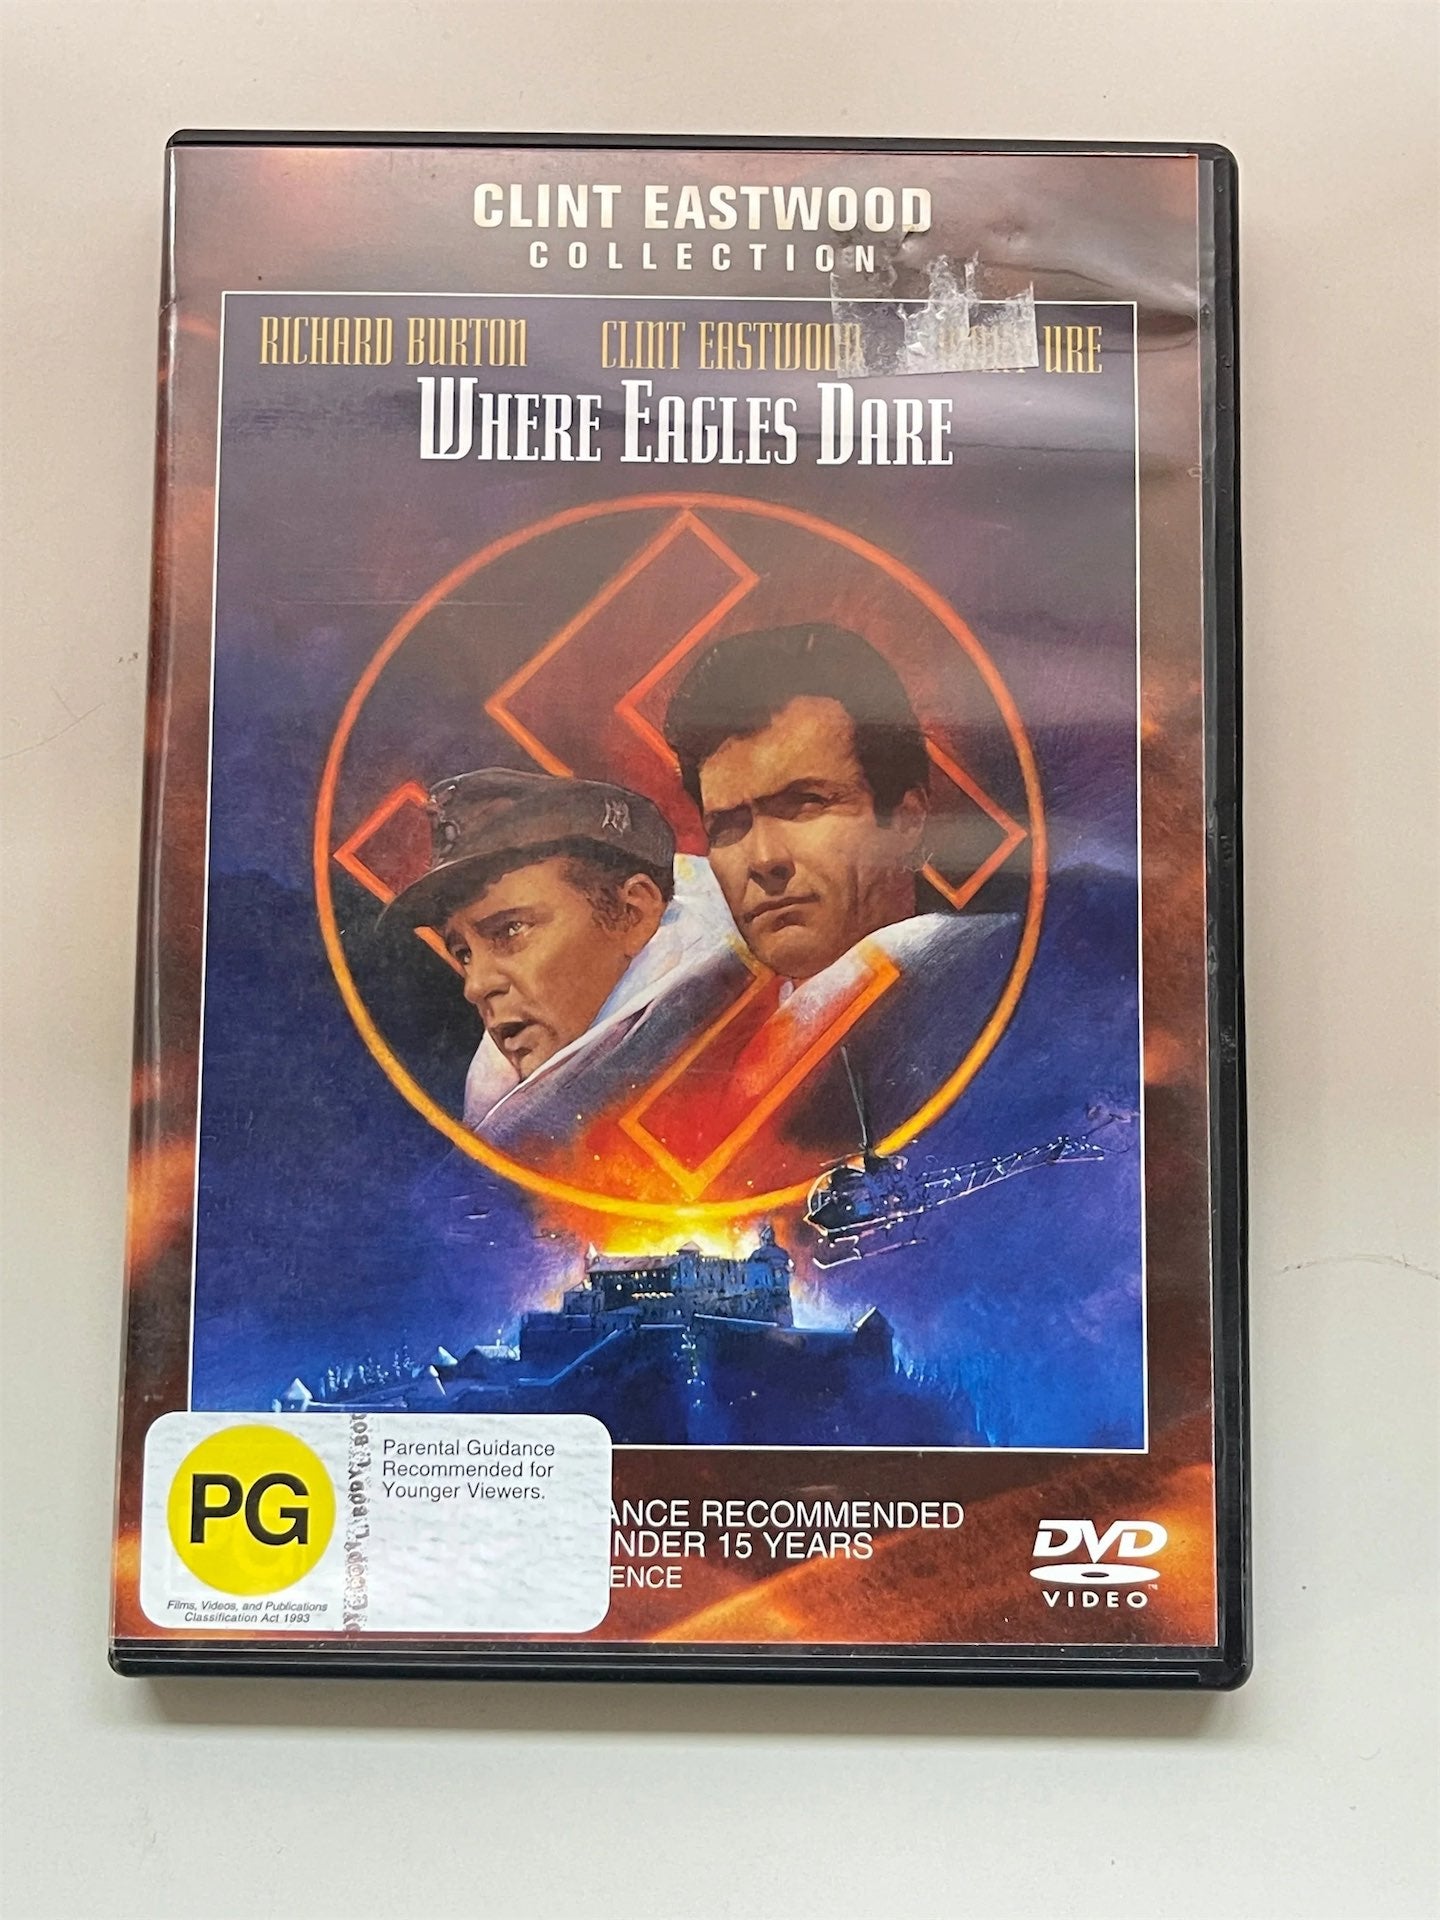 CLINT EASTWOOD
COLLECTION
RICHARD BURTON CLINT EASTWOOD URE
WHERE EAGLES DARE
PG
Parental Guidance
Recommended for
Younger Viewers.
Films, Videos, and Publications
Classification Act 1993
ANCE RECOMMENDED
NDER 15 YEARS
ENCE
DVD
VIDEO